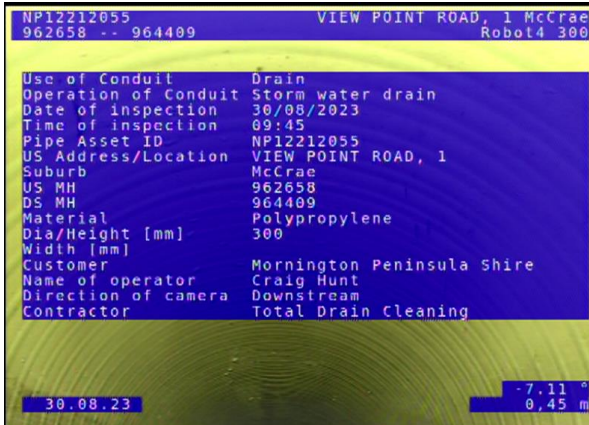 NP12212055 VIEW POINT ROAD, 1 McCrae
962658 -- 964409 Robot4 300
Use of Conduit Drain
Operation of Conduit Storm water drain
Date of inspection 30/08/2023
Time of inspection 09:45
Pipe Asset ID NP12212055
US Address/Location VIEW POINT ROAD, 1
Suburb McCrae
US MH 962658
DS MH 964409
Material Polypropylene
Dia/Height [mm] 300
Width [mm]
Customer Mornington Peninsula Shire
Name of operator Craig Hunt
Direction of camera Downstream
Contractor Total Drain Cleaning
-7.11 °
30.08.23 0,45 m